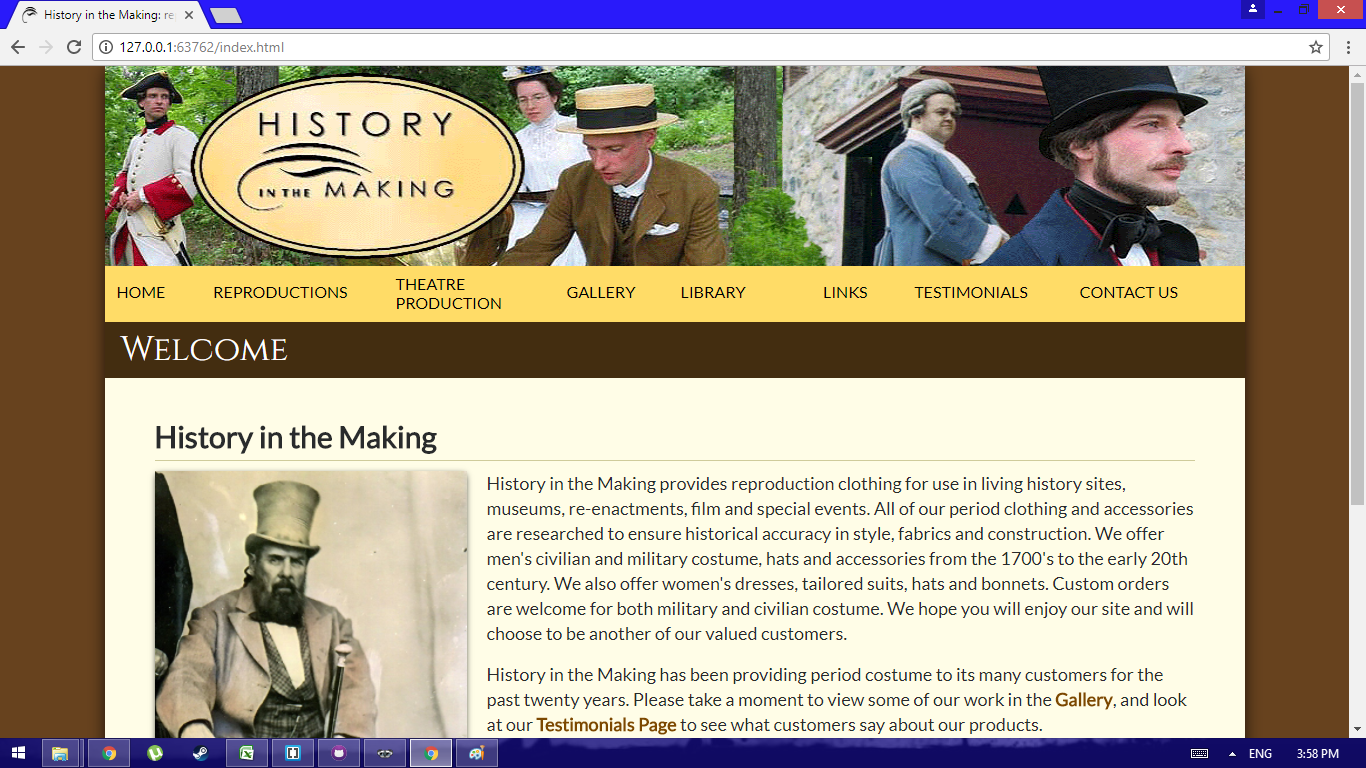 History in the Making: re
127.0.0.1:63762/index.html
HISTORY
IN THE MAKING
HOME REPRODUCTIONS THEATRE PRODUCTION GALLERY LIBRARY LINKS TESTIMONIALS CONTACT US
Welcome
History in the Making
History in the Making provides reproduction clothing for use in living history sites,
museums, re-enactments, film and special events. All of our period clothing and accessories
are researched to ensure historical accuracy in style, fabrics and construction. We offer
men's civilian and military costume, hats and accessories from the 1700's to the early 20th
century. We also offer women's dresses, tailored suits, hats and bonnets. Custom orders
are welcome for both military and civilian costume. We hope you will enjoy our site and will
choose to be another of our valued customers.
History in the Making has been providing period costume to its many customers for the
past twenty years. Please take a moment to view some of our work in the Gallery, and look
at our Testimonials Page to see what customers say about our products.
ENG 3:58 PM